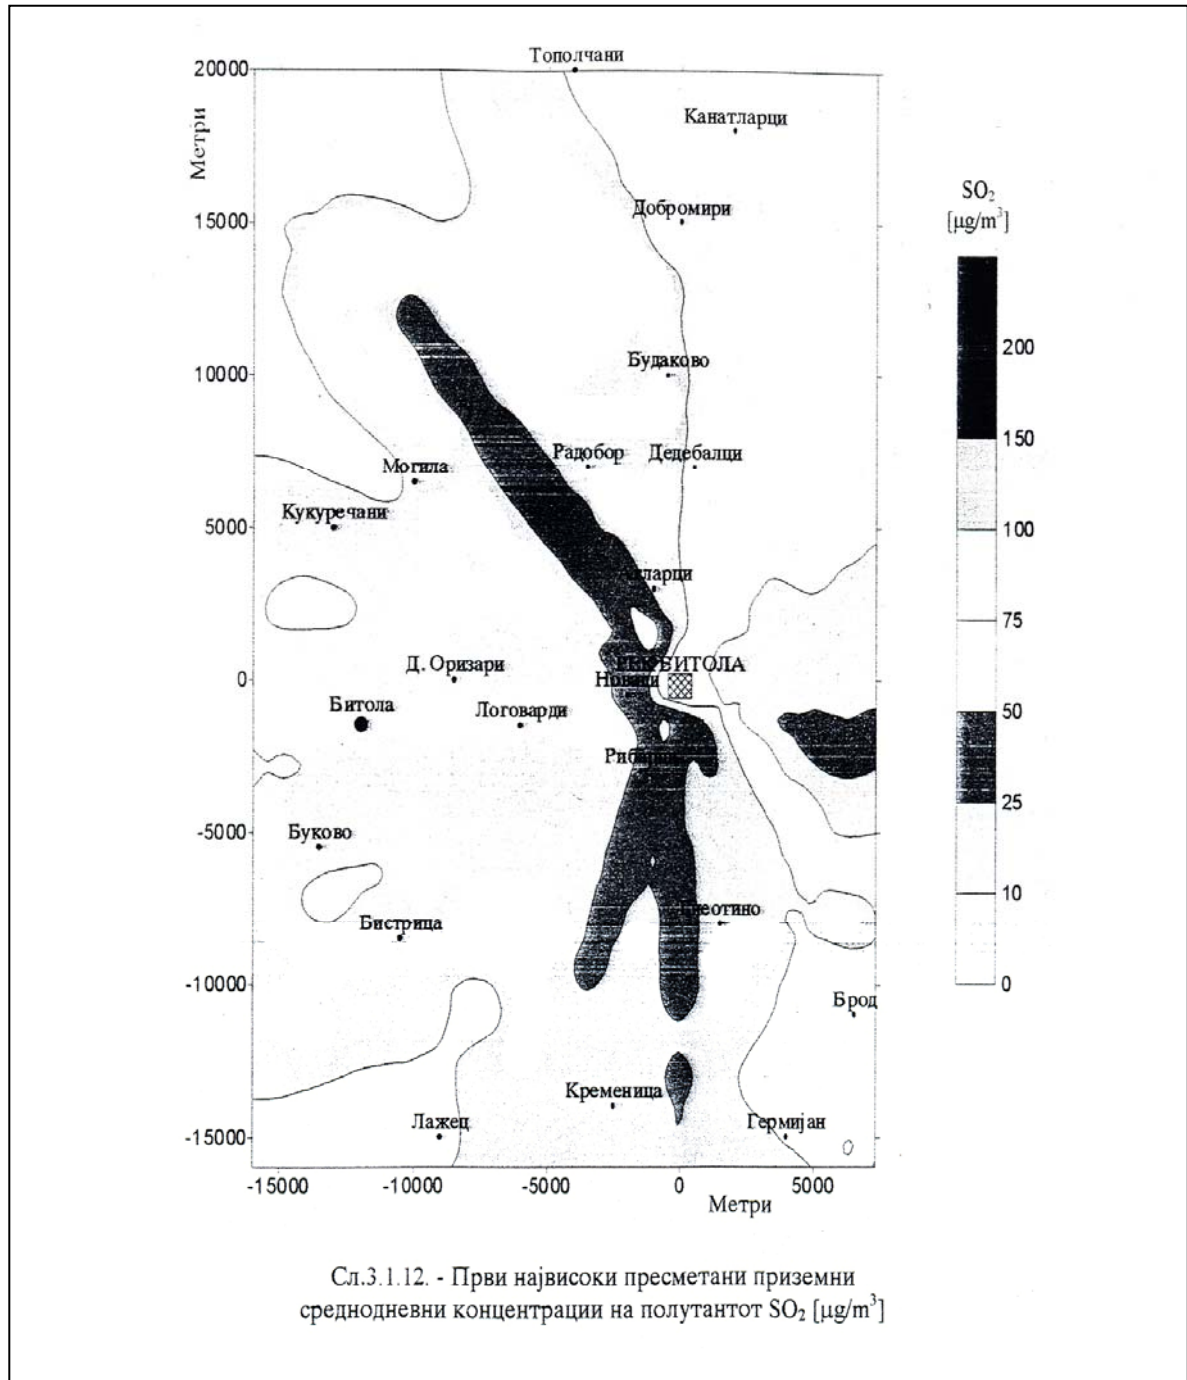 Тополчани
20000
Метри
Канатларци
SO₂
[μg/m³]
Добромири
15000
200
Будаково
10000
150
Радобор
Дедебалци
Могила
100
Кукуречани
5000
75
ларци
БИТОЛА
Д. Оризари
0
Новаци
Битола
Логоварди
50
25
-5000
Буково
10
Бистрица
-10000
0
Брод
Кременица
Лажец
Гермијан
-15000
-15000 -10000 -5000 0 5000
Метри
Сл.3.1.12. - Први највисоки пресметани приземни
среднодневни концентрации на полутантот SO₂ [μg/m³]